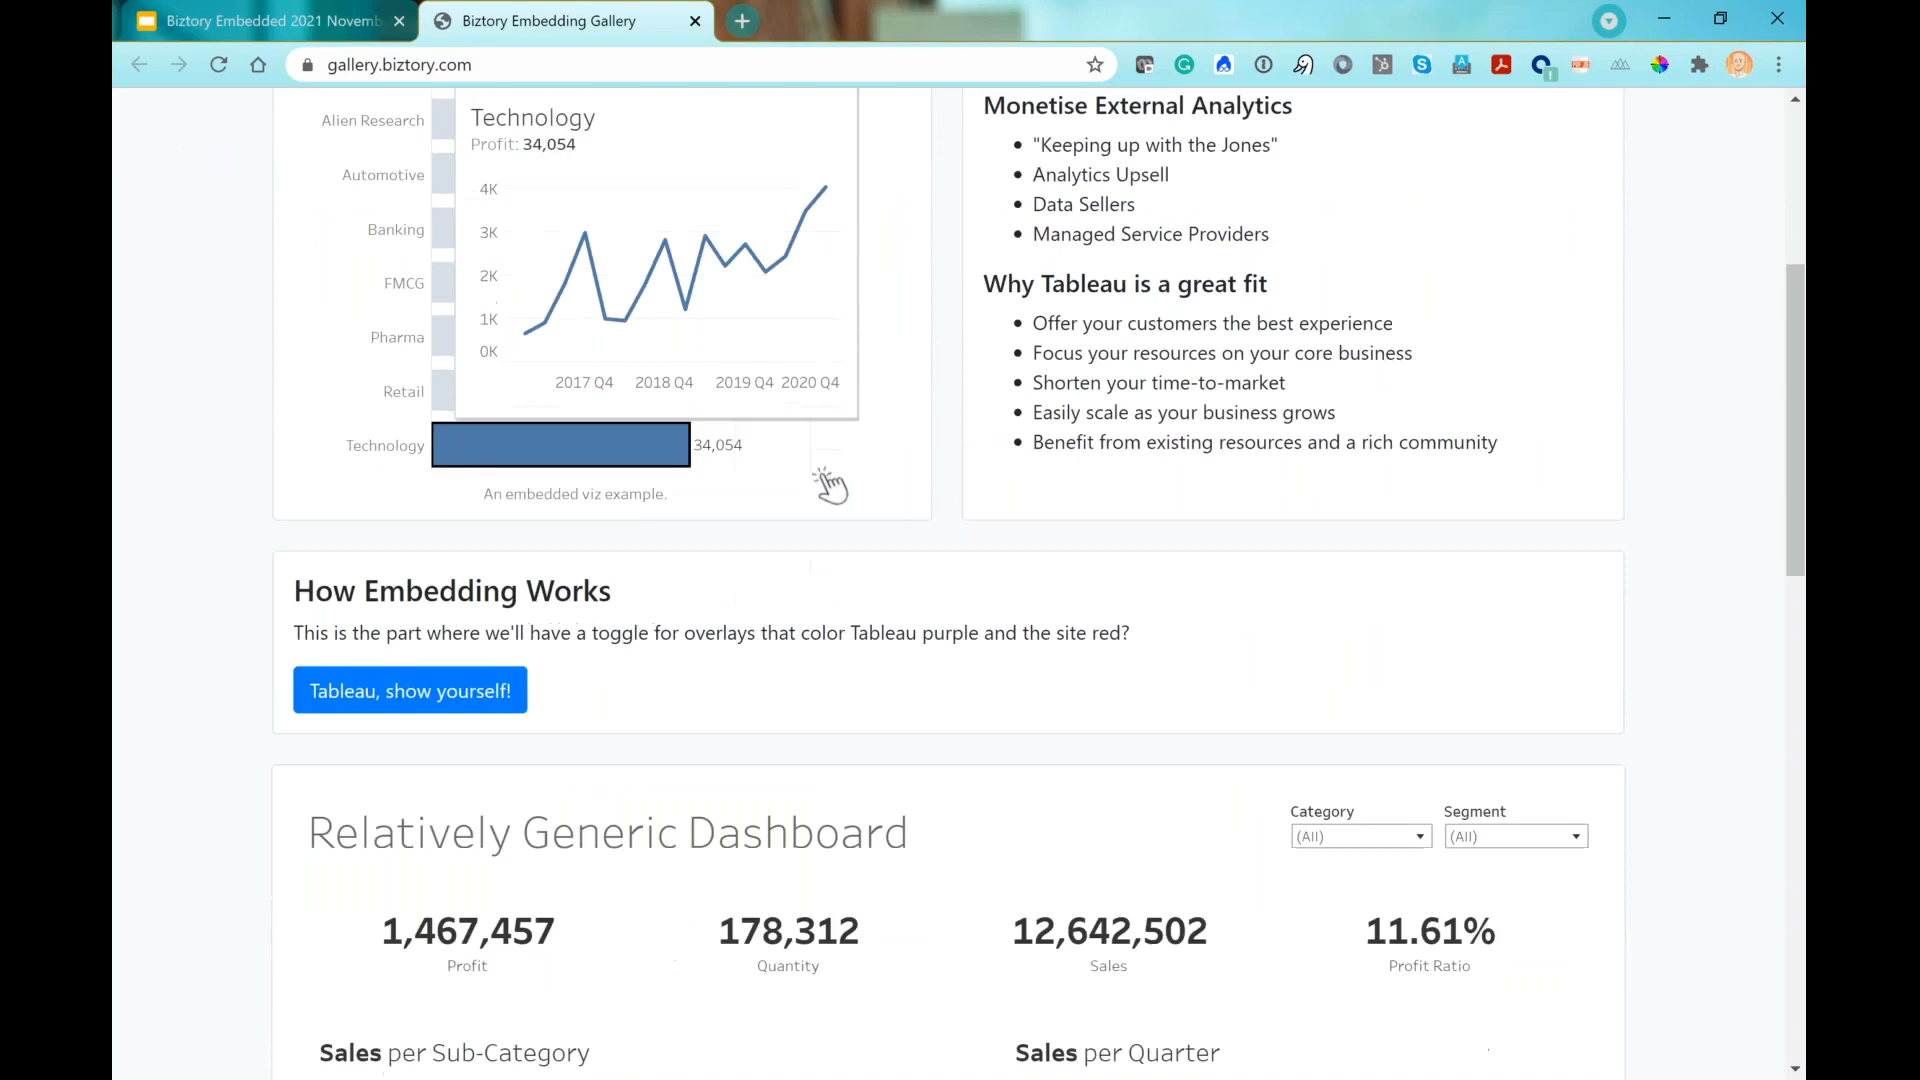 Biztory Embedded 2021 Novemb
Biztory Embedding Gallery
gallery.biztory.com
Technology
Profit: 34,054
4K
3K
2K
1K
0K
2017 Q4 2018 Q4 2019 Q4 2020 Q4
Alien Research
Automotive
Banking
FMCG
Pharma
Retail
Technology
34,054
An embedded viz example.
Monetise External Analytics
"Keeping up with the Jones"
Analytics Upsell
Data Sellers
Managed Service Providers
Why Tableau is a great fit
Offer your customers the best experience
Focus your resources on your core business
Shorten your time-to-market
Easily scale as your business grows
Benefit from existing resources and a rich community
How Embedding Works
This is the part where we'll have a toggle for overlays that color Tableau purple and the site red?
Tableau, show yourself!
Relatively Generic Dashboard
Category
(All)
Segment
(All)
1,467,457
Profit
178,312
Quantity
12,642,502
Sales
11.61%
Profit Ratio
Sales per Sub-Category
Sales per Quarter